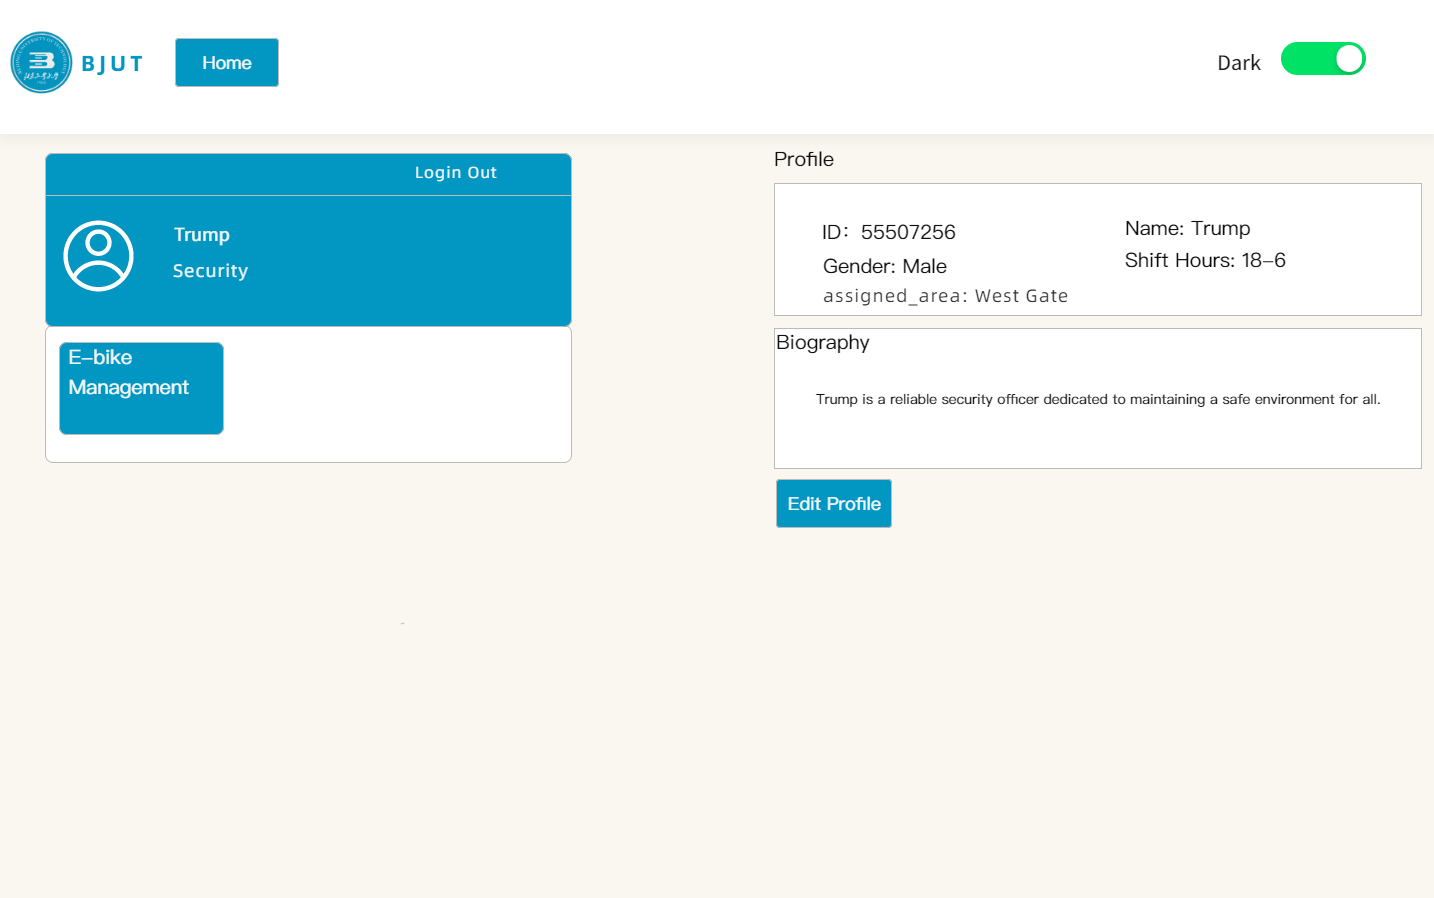 BJUT
Home
Dark
Login Out
Trump
Security
E-bike
Management
Profile
ID: 55507256
Name: Trump
Gender: Male
Shift Hours: 18-6
assigned_area: West Gate
Biography
Trump is a reliable security officer dedicated to maintaining a safe environment for all.
Edit Profile